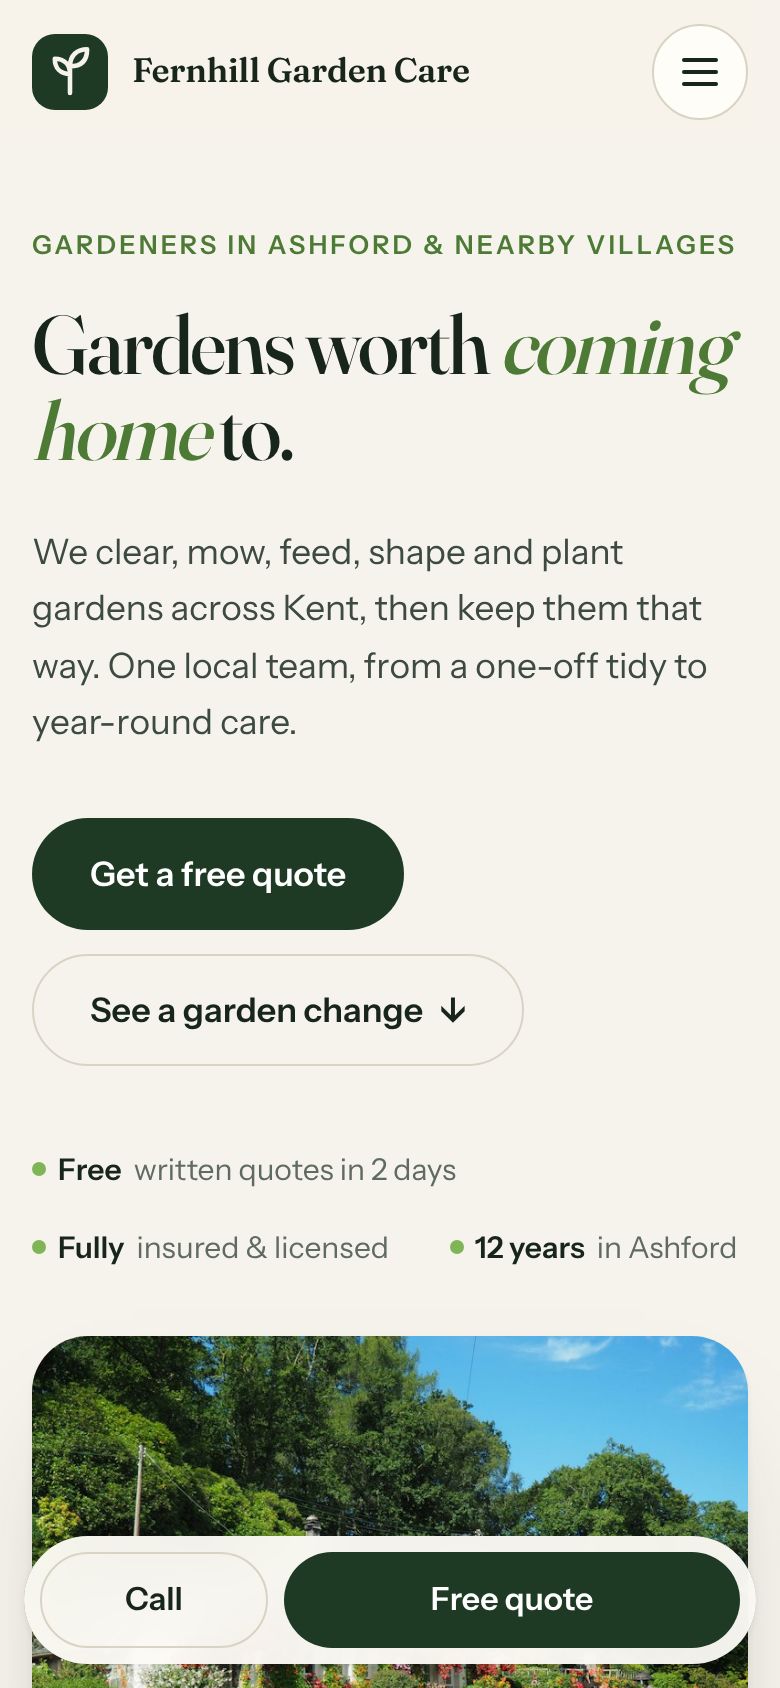 Fernhill Garden Care
GARDENERS IN ASHFORD & NEARBY VILLAGES
Gardens worth coming
home to.
We clear, mow, feed, shape and plant
gardens across Kent, then keep them that
way. One local team, from a one-off tidy to
year-round care.
Get a free quote
See a garden change ↓
Free written quotes in 2 days
Fully insured & licensed
12 years in Ashford
Call
Free quote